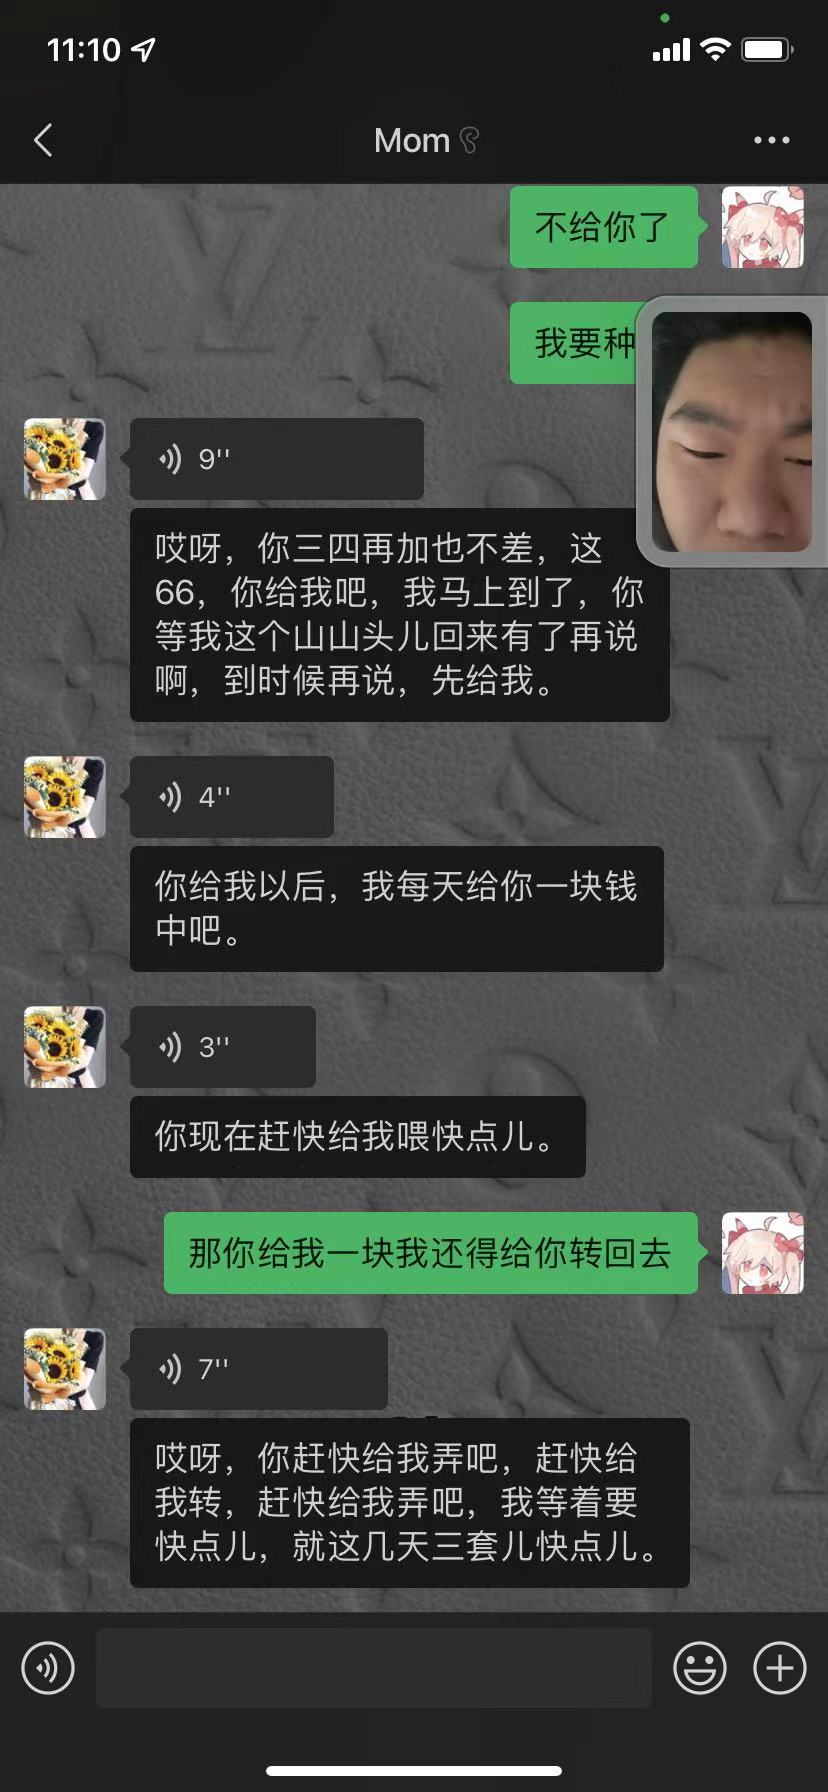 11:10
Mom
不给你了
我要种
9''
哎呀，你三四再加也不差，这
66，你给我吧，我马上到了，你
等我这个山山头儿回来有了再说
啊，到时候再说，先给我。
4''
你给我以后，我每天给你一块钱
中吧。
3''
你现在赶快给我喂快点儿。
那你给我一块我还得给你转回去
7''
哎呀，你赶快给我弄吧，赶快给
我转，赶快给我弄吧，我等着要
快点儿，就这几天三套儿快点儿。